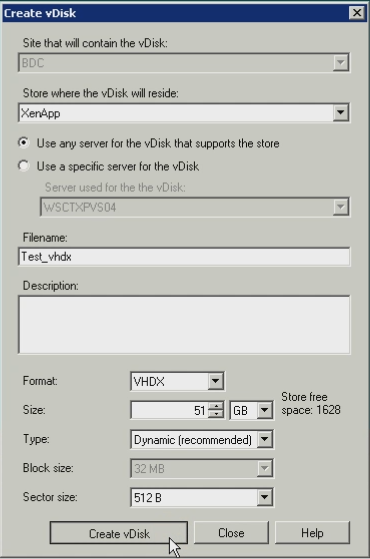 Create vDisk
Site that will contain the vDisk:
BDC
Store where the vDisk will reside:
XenApp
Use any server for the vDisk that supports the store
Use a specific server for the vDisk
Server used for the the vDisk:
WSCTXPVS04
Filename:
Test_vhdx
Description:
Format: VHDX
Size: 51 GB Store free
space: 1628
Type: Dynamic (recommended)
Block size: 32 MB
Sector size: 512 B
Create vDisk Close Help